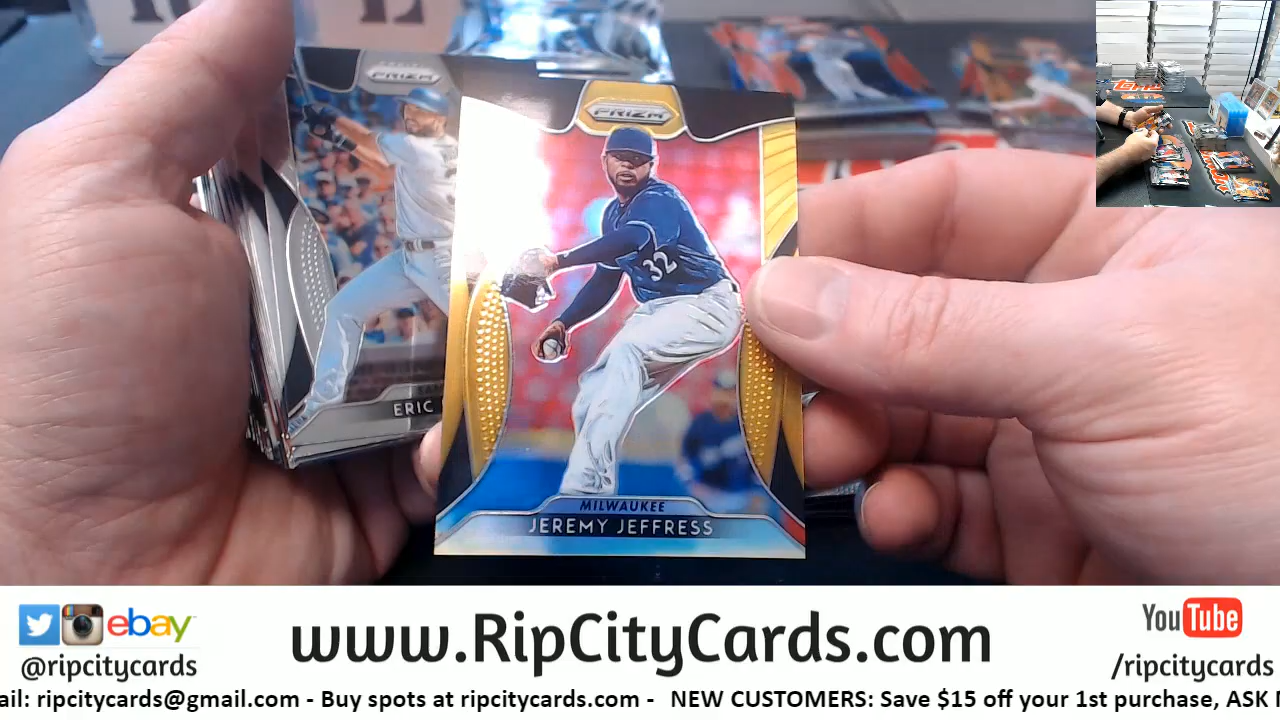 PRIZM
PRIZM
32
ERIC
MILWAUKEE
JEREMY JEFFRESS
ebay
@ripcitycards
www.RipCityCards.com
YouTube
/ripcitycards
ail: ripcitycards@gmail.com - Buy spots at ripcitycards.com - NEW CUSTOMERS: Save $15 off your 1st purchase, ASK